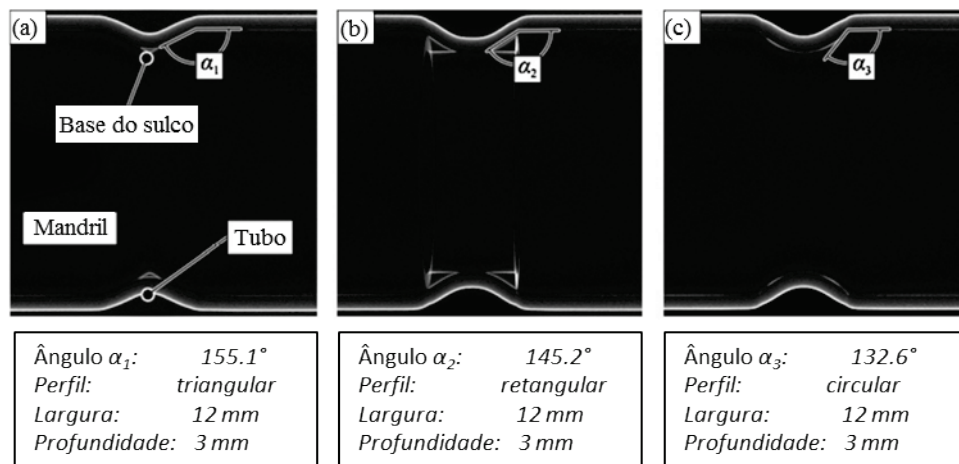 (a)
α₁
Base do sulco
Mandril
Tubo
(b)
α₂
(c)
α₃
Ângulo α₁: 155.1°
Perfil: triangular
Largura: 12 mm
Profundidade: 3 mm
Ângulo α₂: 145.2°
Perfil: retangular
Largura: 12 mm
Profundidade: 3 mm
Ângulo α₃: 132.6°
Perfil: circular
Largura: 12 mm
Profundidade: 3 mm